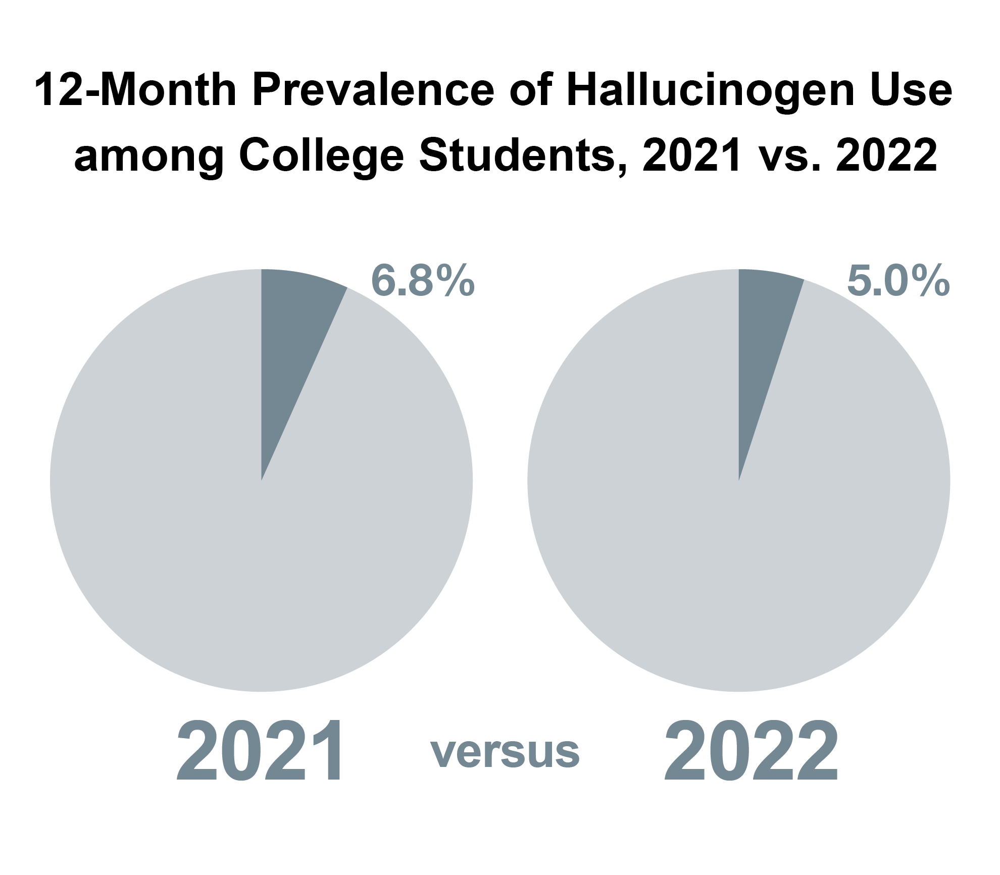 12-Month Prevalence of Hallucinogen Use
among College Students, 2021 vs. 2022
6.8%
5.0%
2021 versus 2022